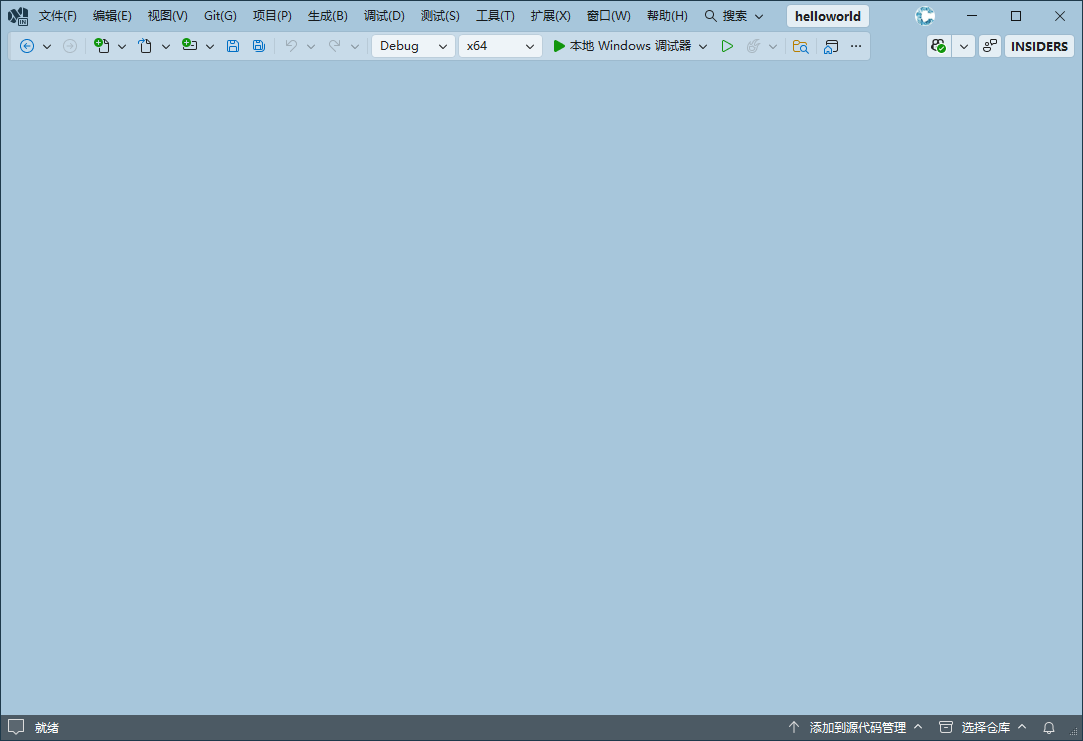 文件(F) 编辑(E) 视图(V) Git(G) 项目(P) 生成(B) 调试(D) 测试(S) 工具(T) 扩展(X) 窗口(W) 帮助(H) 搜索 helloworld
Debug x64 本地 Windows 调试器 INSIDERS
就绪 添加到源代码管理 选择仓库